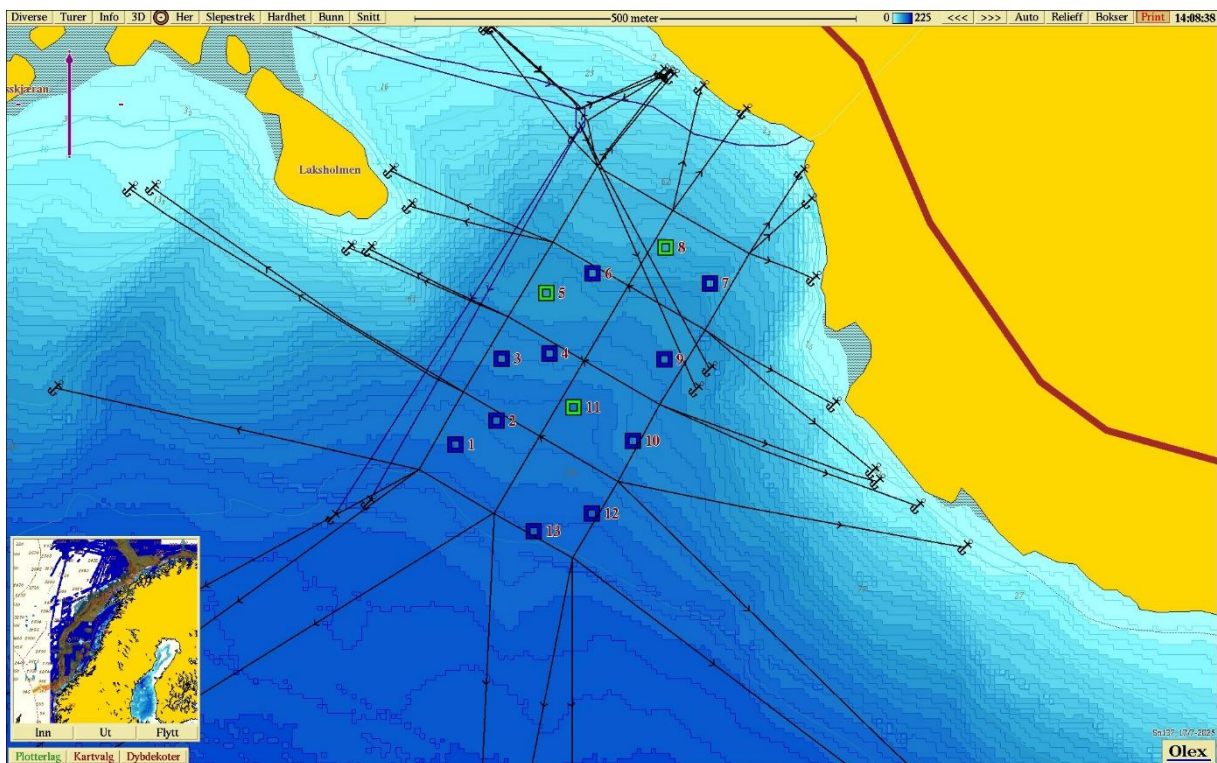 Diverse Turer Info 3D Her Slepestrek Hardhet Bunn Snitt 500 meter 0 225 <<< >>> Auto Relieff Bokser Print 14:08:38
Laksholmen
8
6
7
5
3
4
9
11
2
10
1
12
13
27
Inn Ut Flytt
Plotterlag Kartvalg Dybdekoter
Olex